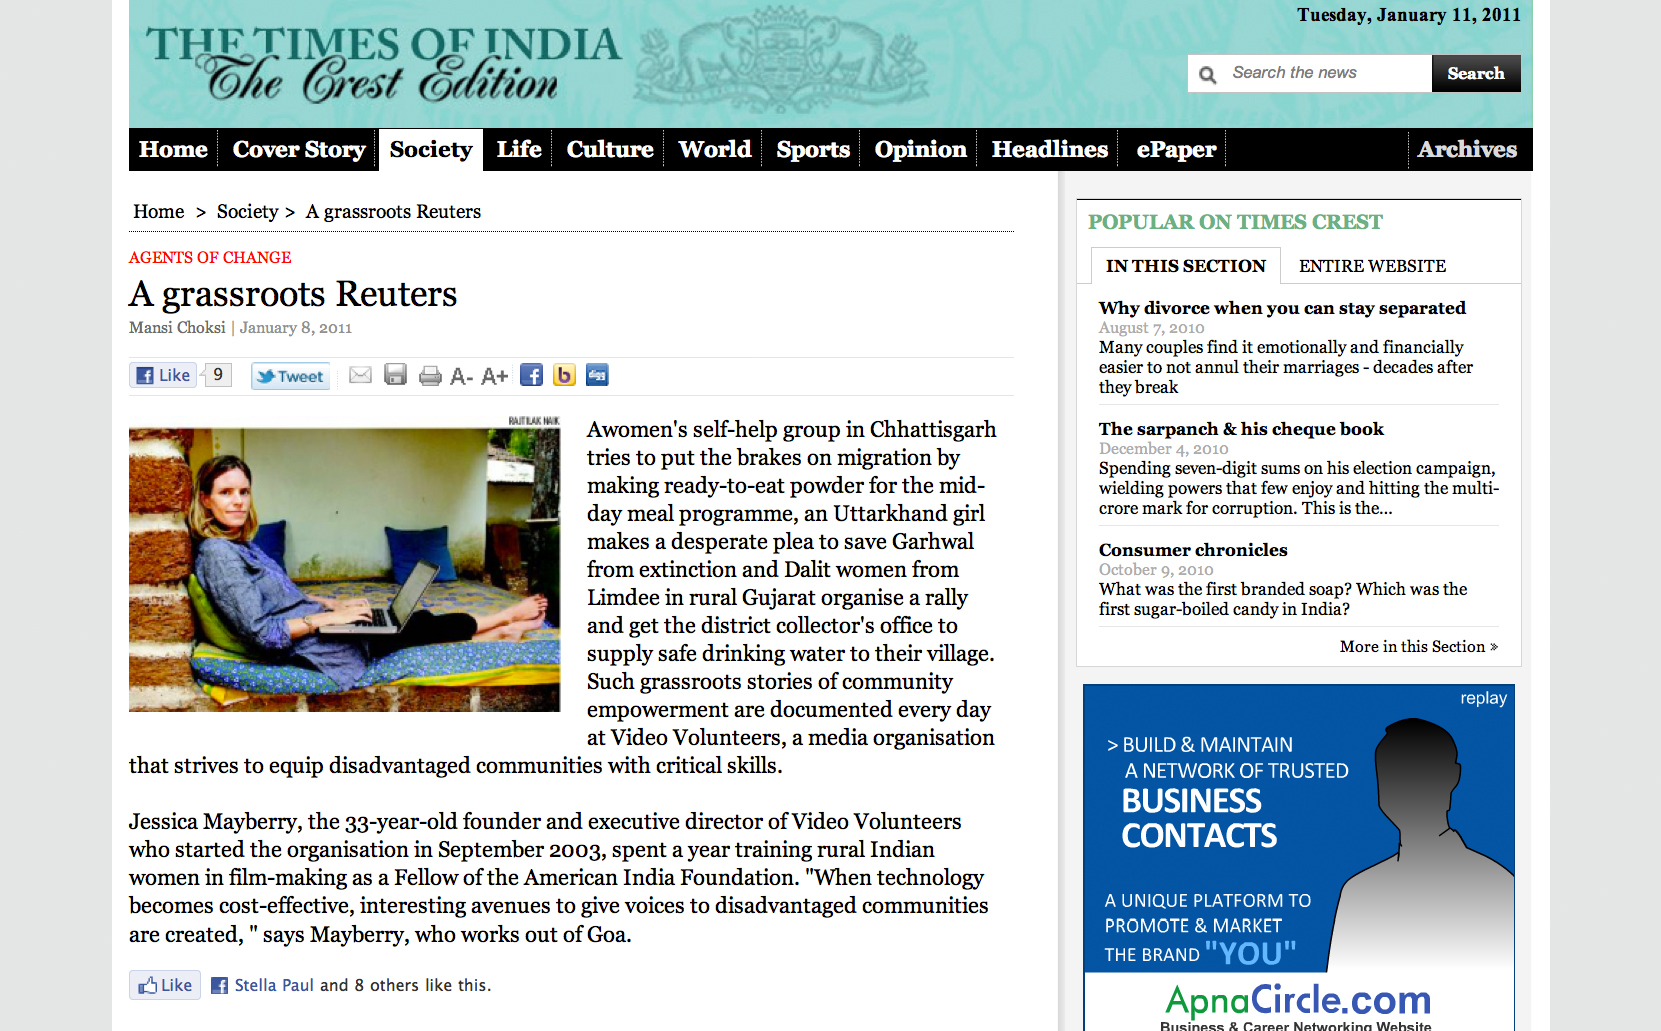 Tuesday, January 11, 2011
THE TIMES OF INDIA
The Crest Edition
Search the news
Search
Home
Cover Story
Society
Life
Culture
World
Sports
Opinion
Headlines
ePaper
Archives
Home > Society > A grassroots Reuters
AGENTS OF CHANGE
A grassroots Reuters
Mansi Choksi | January 8, 2011
Like
9
Tweet
A- A+
b
digg
RAJTILAK NAIK
Awomen's self-help group in Chhattisgarh
tries to put the brakes on migration by
making ready-to-eat powder for the mid-
day meal programme, an Uttarkhand girl
makes a desperate plea to save Garhwal
from extinction and Dalit women from
Limdee in rural Gujarat organise a rally
and get the district collector's office to
supply safe drinking water to their village.
Such grassroots stories of community
empowerment are documented every day
at Video Volunteers, a media organisation
that strives to equip disadvantaged communities with critical skills.
Jessica Mayberry, the 33-year-old founder and executive director of Video Volunteers
who started the organisation in September 2003, spent a year training rural Indian
women in film-making as a Fellow of the American India Foundation. "When technology
becomes cost-effective, interesting avenues to give voices to disadvantaged communities
are created, " says Mayberry, who works out of Goa.
Like
Stella Paul and 8 others like this.
POPULAR ON TIMES CREST
IN THIS SECTION
ENTIRE WEBSITE
Why divorce when you can stay separated
August 7, 2010
Many couples find it emotionally and financially
easier to not annul their marriages - decades after
they break
The sarpanch & his cheque book
December 4, 2010
Spending seven-digit sums on his election campaign,
wielding powers that few enjoy and hitting the multi-
crore mark for corruption. This is the...
Consumer chronicles
October 9, 2010
What was the first branded soap? Which was the
first sugar-boiled candy in India?
More in this Section »
replay
> BUILD & MAINTAIN
A NETWORK OF TRUSTED
BUSINESS
CONTACTS
A UNIQUE PLATFORM TO
PROMOTE & MARKET
THE BRAND "YOU"
ApnaCircle.com
Business & Career Networking Website